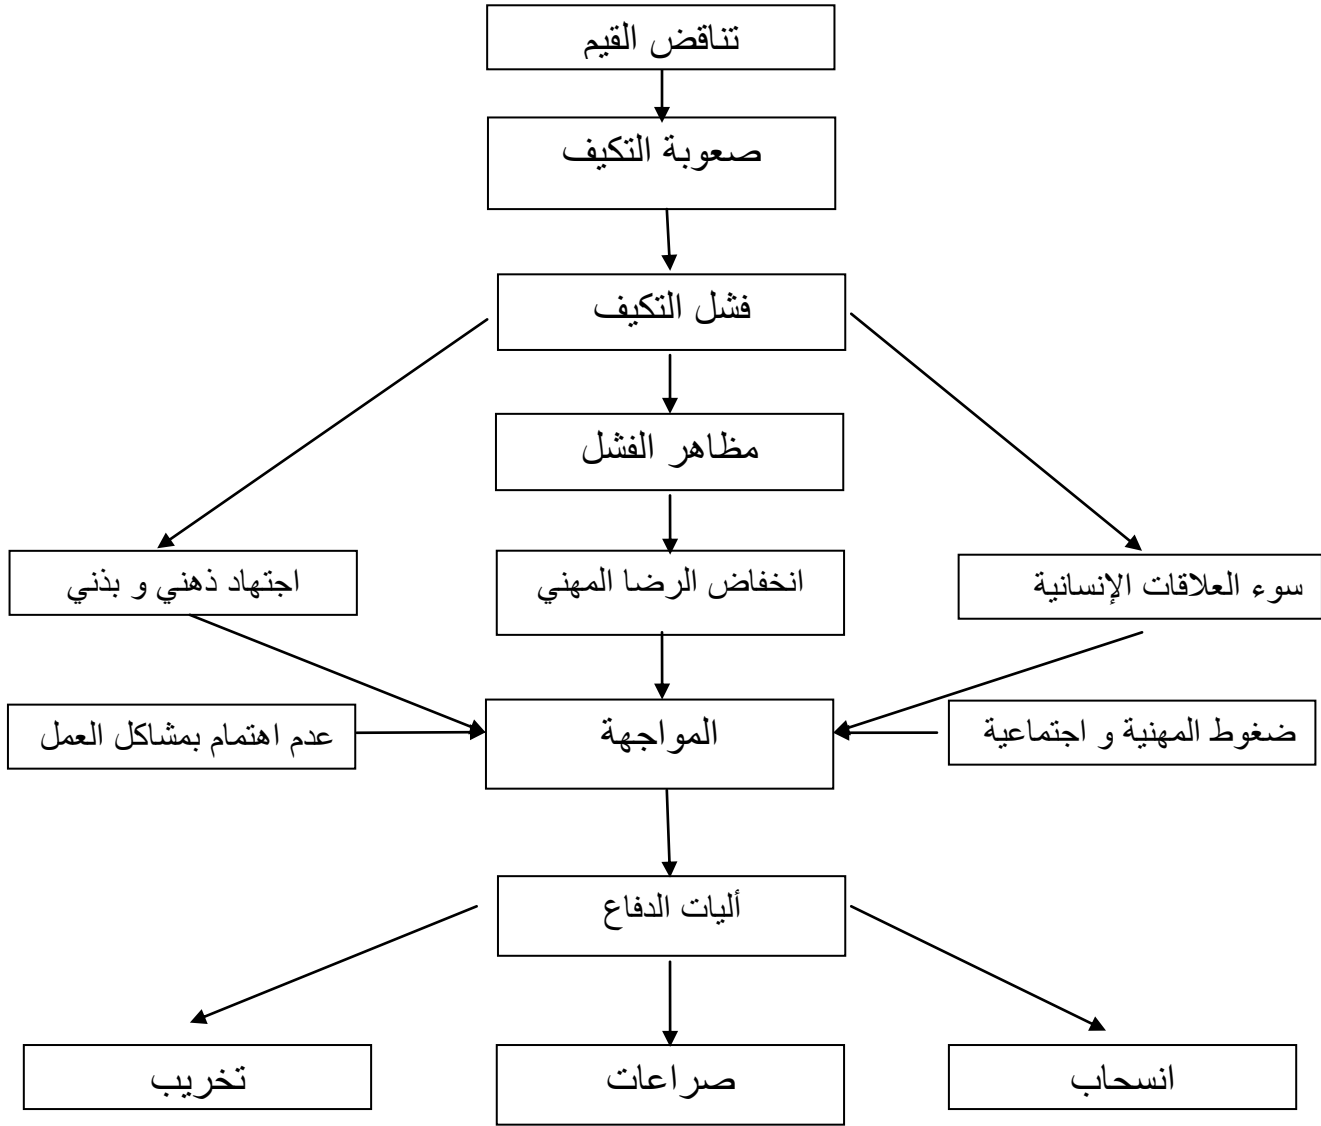 تناقض القيم
صعوبة التكيف
فشل التكيف
مظاهر الفشل
سوء العلاقات الإنسانية
انخفاض الرضا المهني
اجتهاد ذهني و بذني
ضغوط المهنية و اجتماعية
المواجهة
عدم اهتمام بمشاكل العمل
أليات الدفاع
انسحاب
صراعات
تخريب